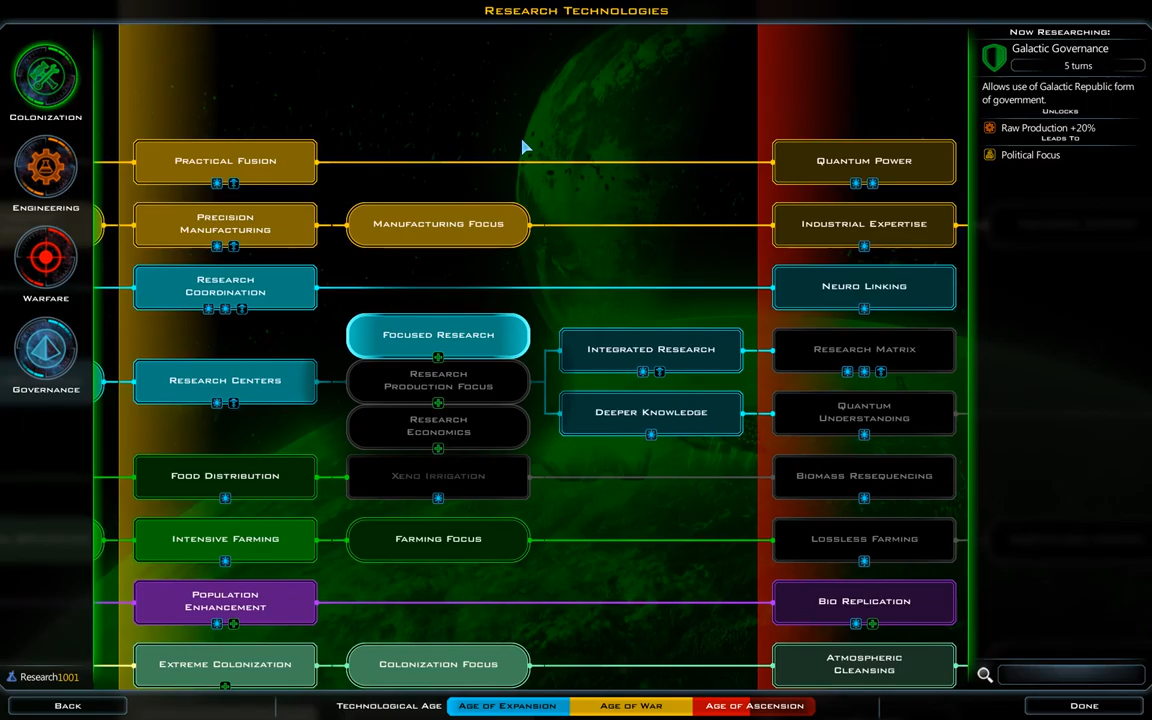 Research Technologies
Colonization
Engineering
Warfare
Governance
Practical Fusion
Quantum Power
Precision
Manufacturing
Manufacturing Focus
Industrial Expertise
Research
Coordination
Neuro Linking
Focused Research
Research Centers
Research
Production Focus
Research
Economics
Integrated Research
Research Matrix
Deeper Knowledge
Quantum
Understanding
Food Distribution
Xeno Irrigation
Biomass Resequencing
Intensive Farming
Farming Focus
Lossless Farming
Population
Enhancement
Bio Replication
Extreme Colonization
Colonization Focus
Atmospheric
Cleansing
Now Researching:
Galactic Governance
5 turns
Allows use of Galactic Republic form
of government.
Unlocks
Raw Production +20%
Leads To
Political Focus
Research1001
Back
Technological Age
Age of Expansion
Age of War
Age of Ascension
Done